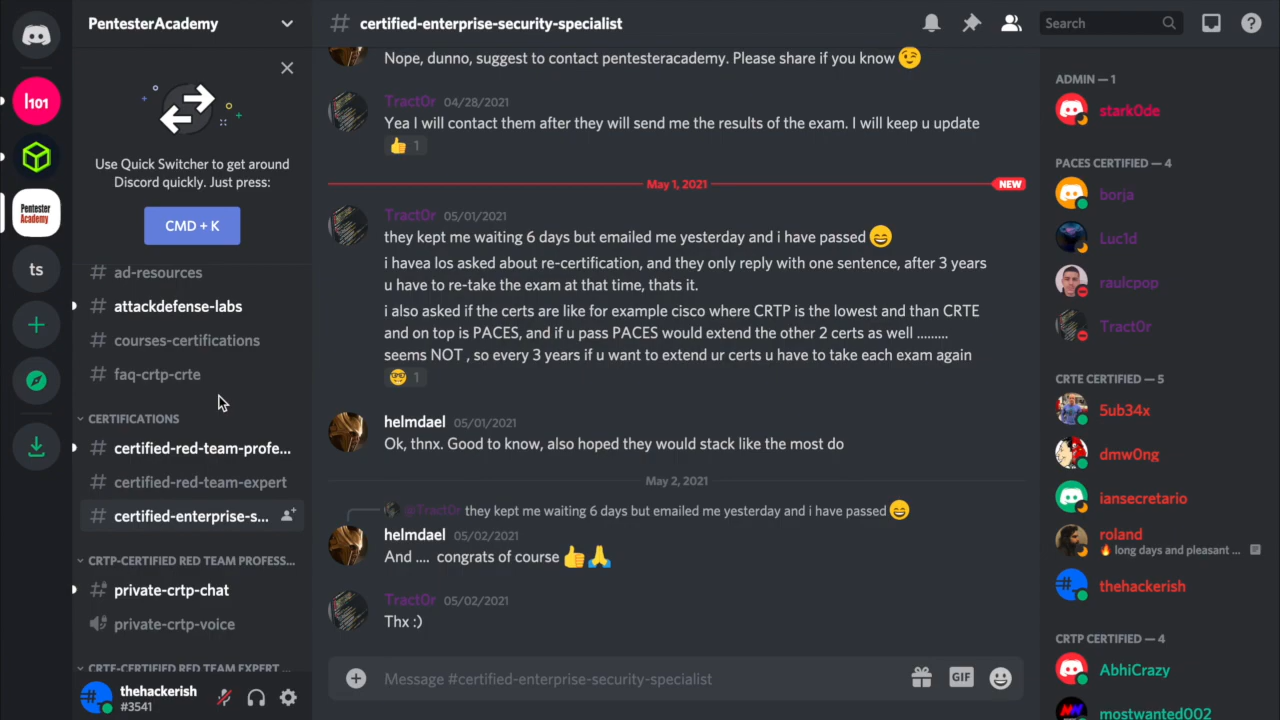 PentesterAcademy
Use Quick Switcher to get around
Discord quickly. Just press:
CMD + K
ad-resources
attackdefense-labs
courses-certifications
faq-crtp-crte
CERTIFICATIONS
certified-red-team-profe...
certified-red-team-expert
certified-enterprise-s...
CRTP-CERTIFIED RED TEAM PROFESS...
private-crtp-chat
private-crtp-voice
CRTE-CERTIFIED RED TEAM EXPERT ...
thehackerish
#3541
I101
Pentester
Academy
ts
# certified-enterprise-security-specialist
Search
Nope, dunno, suggest to contact pentesteracademy. Please share if you know 😉
Tract0r 04/28/2021
Yea I will contact them after they will send me the results of the exam. I will keep u update
👍 1
May 1, 2021 NEW
Tract0r 05/01/2021
they kept me waiting 6 days but emailed me yesterday and i have passed 😄
i havea los asked about re-certification, and they only reply with one sentence, after 3 years
u have to re-take the exam at that time, thats it.
i also asked if the certs are like for example cisco where CRTP is the lowest and than CRTE
and on top is PACES, and if u pass PACES would extend the other 2 certs as well .........
seems NOT , so every 3 years if u want to extend ur certs u have to take each exam again
🤓 1
helmdael 05/01/2021
Ok, thnx. Good to know, also hoped they would stack like the most do
May 2, 2021
@Tract0r they kept me waiting 6 days but emailed me yesterday and i have passed 😄
helmdael 05/02/2021
And .... congrats of course 👍🙏
Tract0r 05/02/2021
Thx :)
Message #certified-enterprise-security-specialist
GIF
ADMIN — 1
stark0de
PACES CERTIFIED — 4
borja
Luc1d
raulcpop
Tract0r
CRTE CERTIFIED — 5
5ub34x
dmw0ng
iansecretario
roland
🔥 long days and pleasant ...
thehackerish
CRTP CERTIFIED — 4
AbhiCrazy
mostwanted002